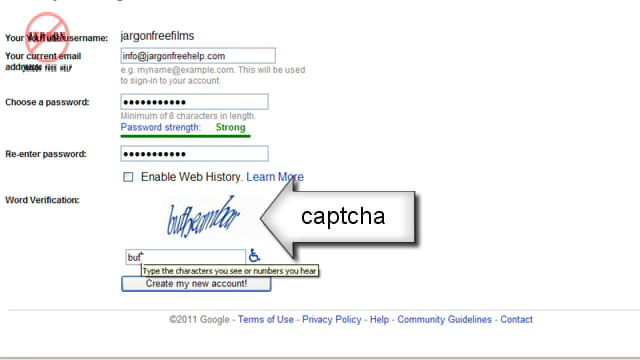 Your YouTube username: jargonfreefilms
Your current email address: info@jargonfreehelp.com
e.g. myname@example.com. This will be used to sign-in to your account.
Choose a password: ●●●●●●●●●●●
Minimum of 8 characters in length.
Password strength: Strong
Re-enter password: ●●●●●●●●●●●
Enable Web History. Learn More
Word Verification:
captcha
but
Type the characters you see or numbers you hear
Create my new account!
©2011 Google - Terms of Use - Privacy Policy - Help - Community Guidelines - Contact